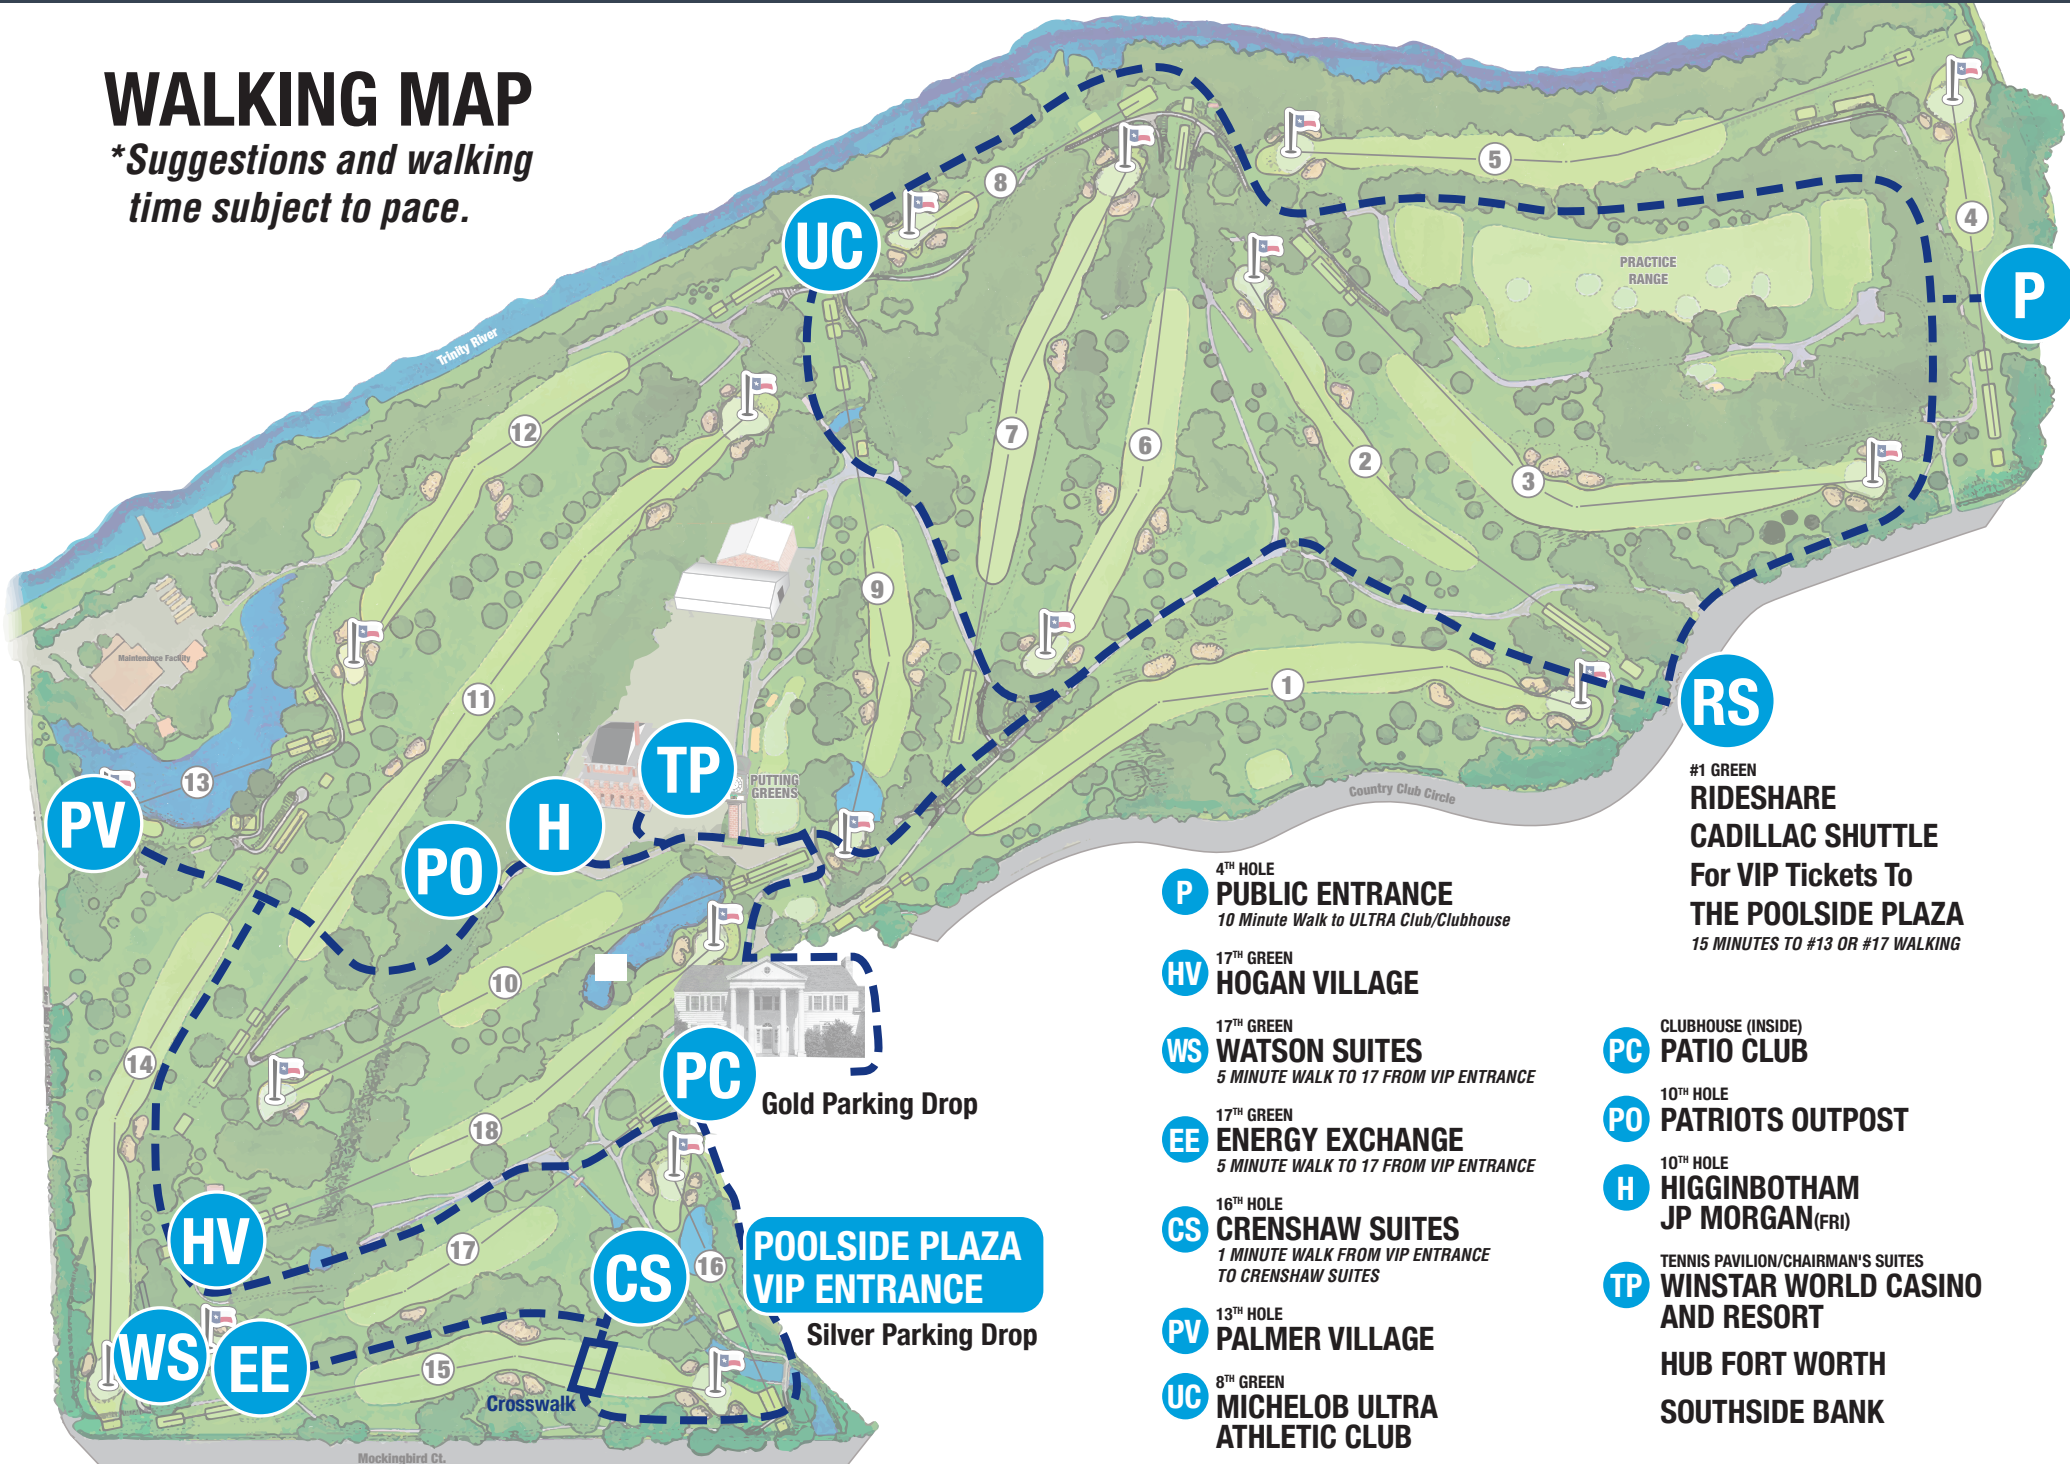 WALKING MAP
*Suggestions and walking
time subject to pace.
UC
8
5
4
P
PRACTICE
RANGE
Trinity River
12
7
6
2
3
9
11
1
Maintenance Facility
13
PV
PO
H
TP
PUTTING
GREENS
RS
Country Club Circle
10
14
18
PC
Gold Parking Drop
HV
17
CS
16
POOLSIDE PLAZA
VIP ENTRANCE
Silver Parking Drop
WS
EE
15
Crosswalk
Mockingbird Ct.
#1 GREEN
RIDESHARE
CADILLAC SHUTTLE
For VIP Tickets To
THE POOLSIDE PLAZA
15 MINUTES TO #13 OR #17 WALKING
P
4TH HOLE
PUBLIC ENTRANCE
10 Minute Walk to ULTRA Club/Clubhouse
HV
17TH GREEN
HOGAN VILLAGE
WS
17TH GREEN
WATSON SUITES
5 MINUTE WALK TO 17 FROM VIP ENTRANCE
EE
17TH GREEN
ENERGY EXCHANGE
5 MINUTE WALK TO 17 FROM VIP ENTRANCE
CS
16TH HOLE
CRENSHAW SUITES
1 MINUTE WALK FROM VIP ENTRANCE
TO CRENSHAW SUITES
PV
13TH HOLE
PALMER VILLAGE
UC
8TH GREEN
MICHELOB ULTRA
ATHLETIC CLUB
PC
CLUBHOUSE (INSIDE)
PATIO CLUB
PO
10TH HOLE
PATRIOTS OUTPOST
H
10TH HOLE
HIGGINBOTHAM
JP MORGAN(FRI)
TP
TENNIS PAVILION/CHAIRMAN'S SUITES
WINSTAR WORLD CASINO
AND RESORT
HUB FORT WORTH
SOUTHSIDE BANK